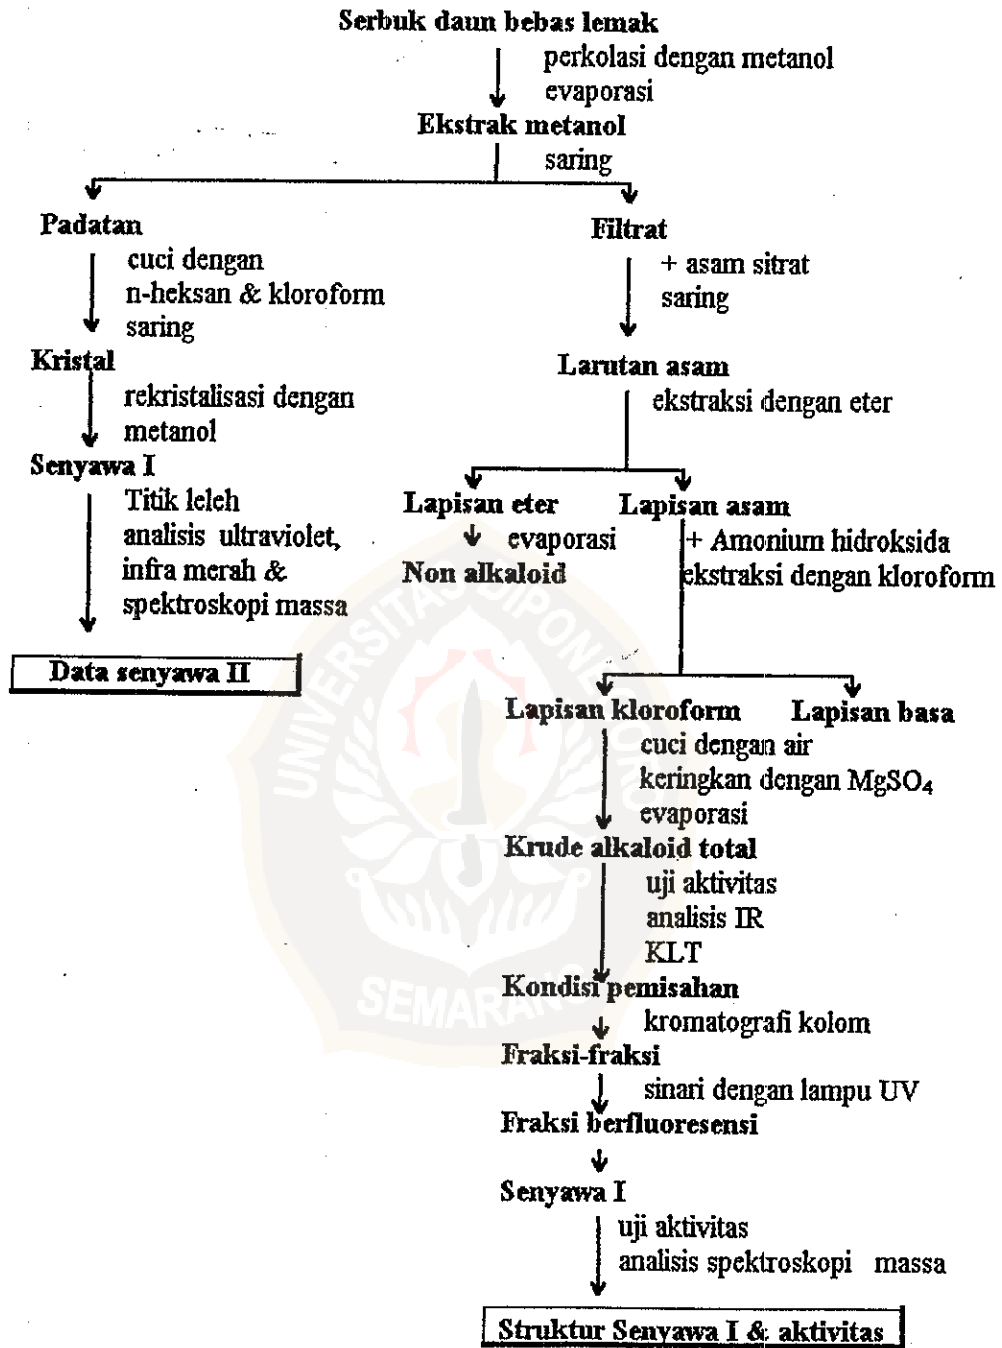 Serbuk daun bebas lemak
perkolasi dengan metanol
evaporasi
Ekstrak metanol
saring
Padatan
cuci dengan
n-heksan & kloroform
saring
Kristal
rekristalisasi dengan
metanol
Senyawa I
Titik leleh
analisis ultraviolet,
infra merah &
spektroskopi massa
Data senyawa II
Filtrat
+ asam sitrat
saring
Larutan asam
ekstraksi dengan eter
Lapisan eter
evaporasi
Non alkaloid
Lapisan asam
+ Amonium hidroksida
ekstraksi dengan kloroform
Lapisan kloroform
Lapisan basa
cuci dengan air
keringkan dengan MgSO₄
evaporasi
Krude alkaloid total
uji aktivitas
analisis IR
KLT
Kondisi pemisahan
kromatografi kolom
Fraksi-fraksi
sinari dengan lampu UV
Fraksi berfluoresensi
Senyawa I
uji aktivitas
analisis spektroskopi massa
Struktur Senyawa I & aktivitas
UNIVERSITAS DIPONEGORO
SEMARANG